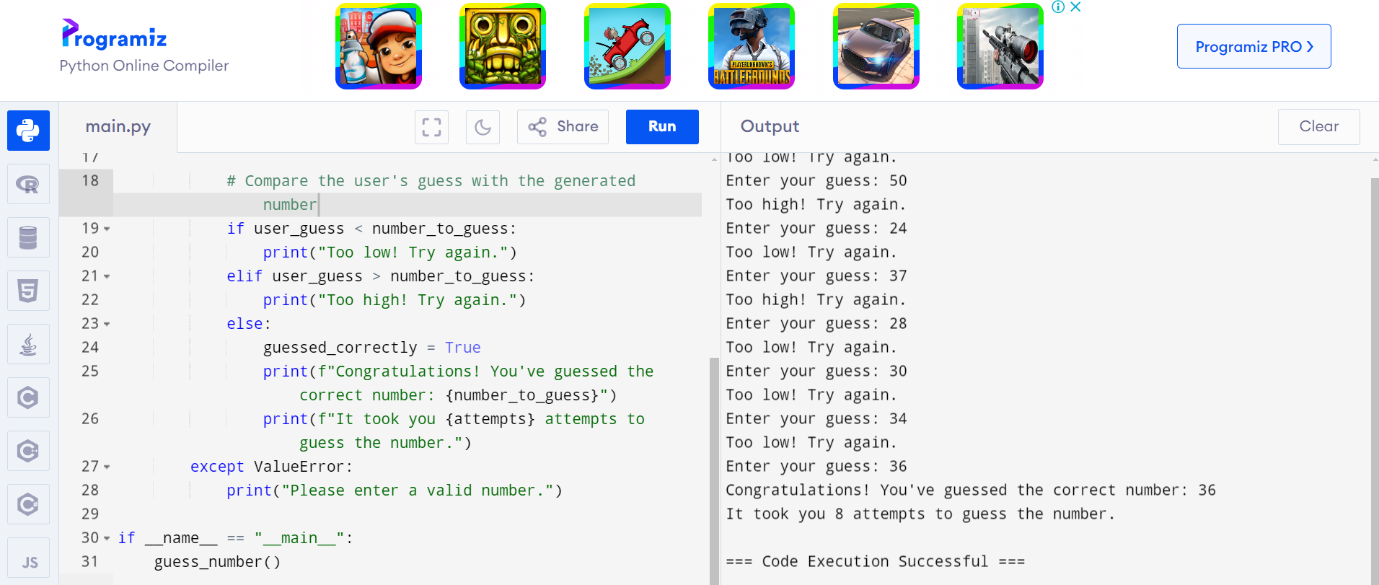 Programiz
Python Online Compiler
PLAYERUNKNOWN'S
BATTLEGROUNDS
Programiz PRO >
main.py
Share
Run
Output
Clear
17
18 # Compare the user's guess with the generated
number
19 if user_guess < number_to_guess:
20 print("Too low! Try again.")
21 elif user_guess > number_to_guess:
22 print("Too high! Try again.")
23 else:
24 guessed_correctly = True
25 print(f"Congratulations! You've guessed the
correct number: {number_to_guess}")
26 print(f"It took you {attempts} attempts to
guess the number.")
27 except ValueError:
28 print("Please enter a valid number.")
29
30 if __name__ == "__main__":
31 guess_number()
Too low! Try again.
Enter your guess: 50
Too high! Try again.
Enter your guess: 24
Too low! Try again.
Enter your guess: 37
Too high! Try again.
Enter your guess: 28
Too low! Try again.
Enter your guess: 30
Too low! Try again.
Enter your guess: 34
Too low! Try again.
Enter your guess: 36
Congratulations! You've guessed the correct number: 36
It took you 8 attempts to guess the number.
=== Code Execution Successful ===
R
5
C
C
C
JS